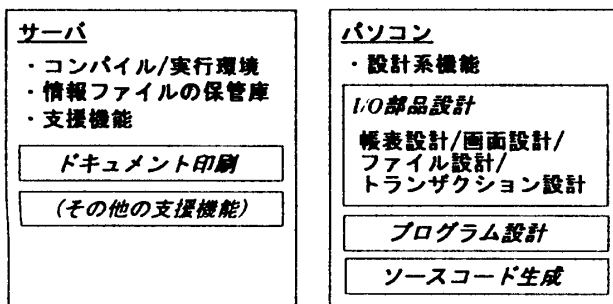 サーバ
・コンパイル/実行環境
・情報ファイルの保管庫
・支援機能
ドキュメント印刷
(その他の支援機能)
パソコン
・設計系機能
I/O部品設計
帳表設計/画面設計/
ファイル設計/
トランザクション設計
プログラム設計
ソースコード生成